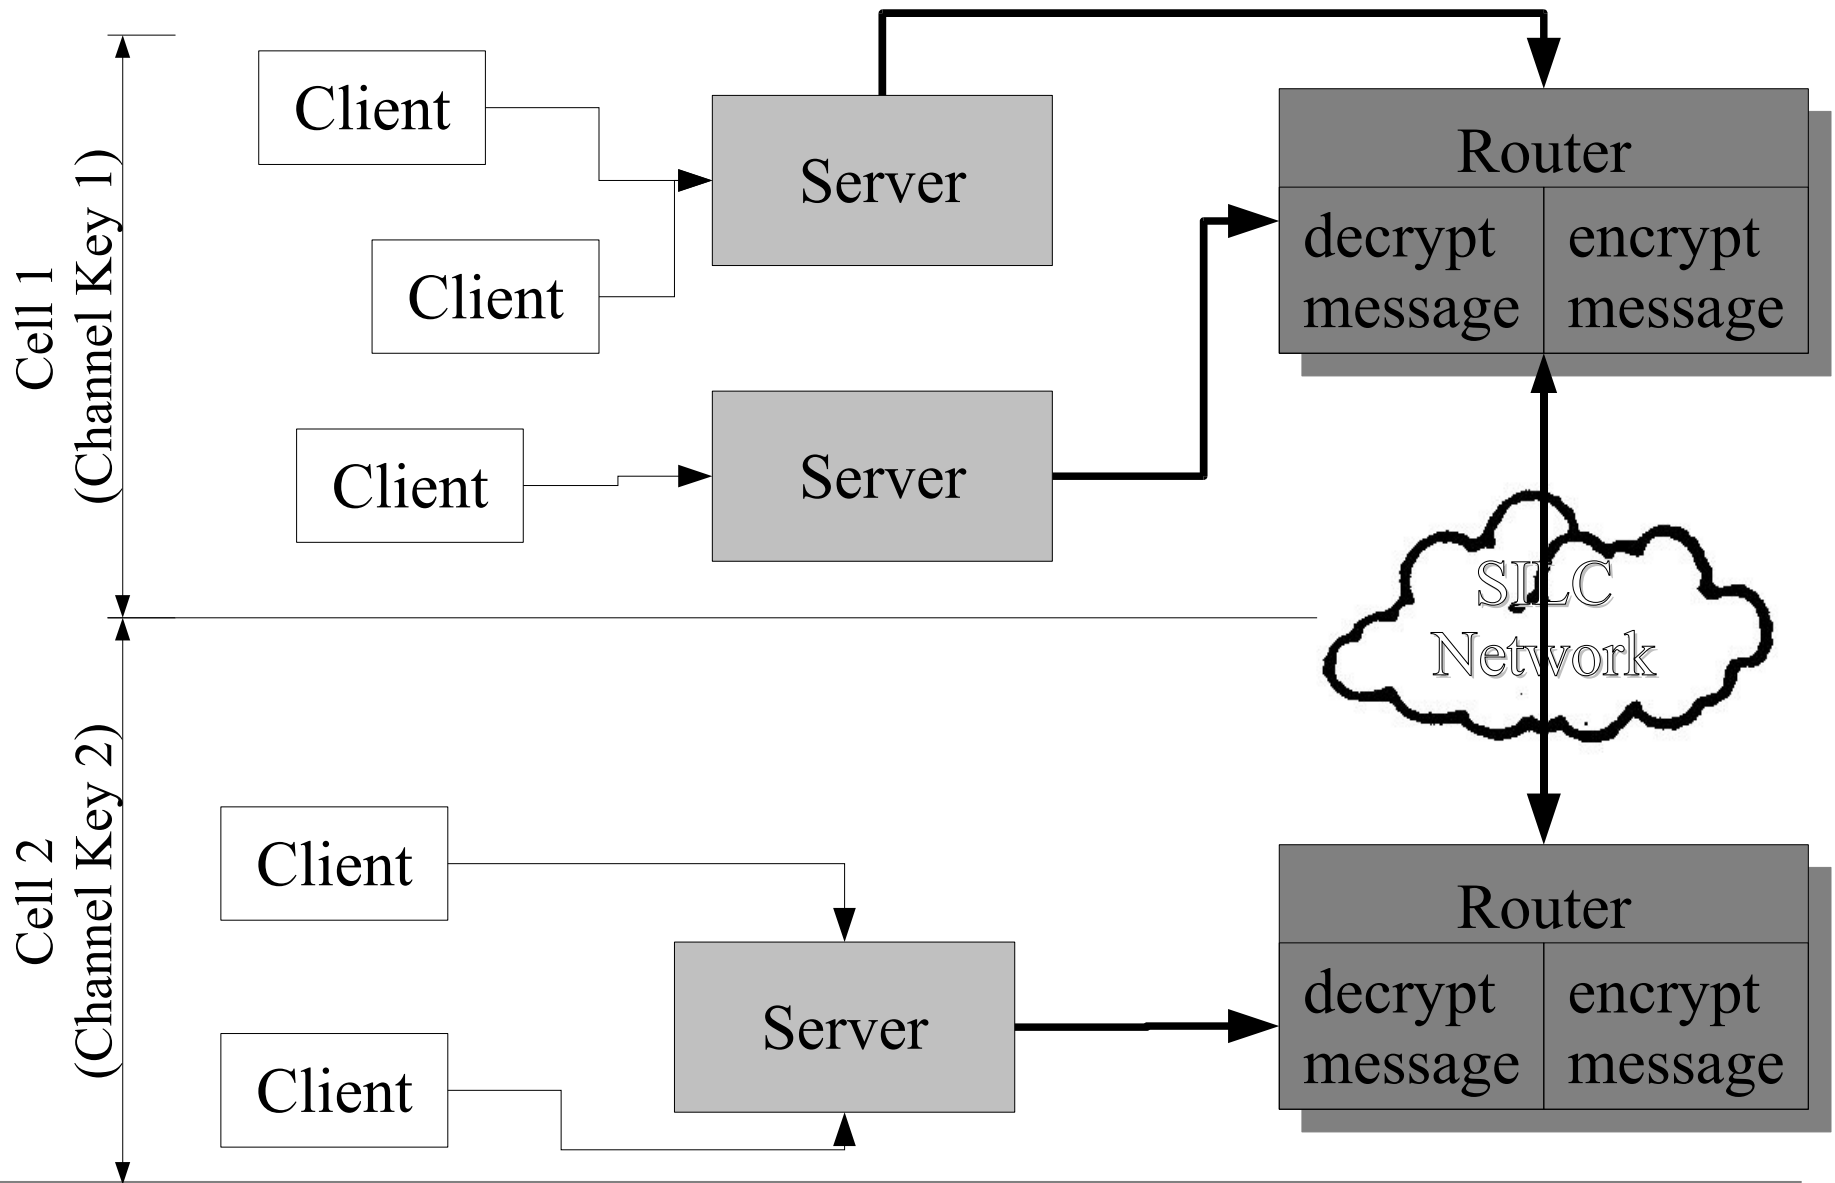 Cell 1
(Channel Key 1)
Client
Client
Client
Server
Server
Router
decrypt
message
encrypt
message
SILC
Network
Cell 2
(Channel Key 2)
Client
Client
Server
Router
decrypt
message
encrypt
message